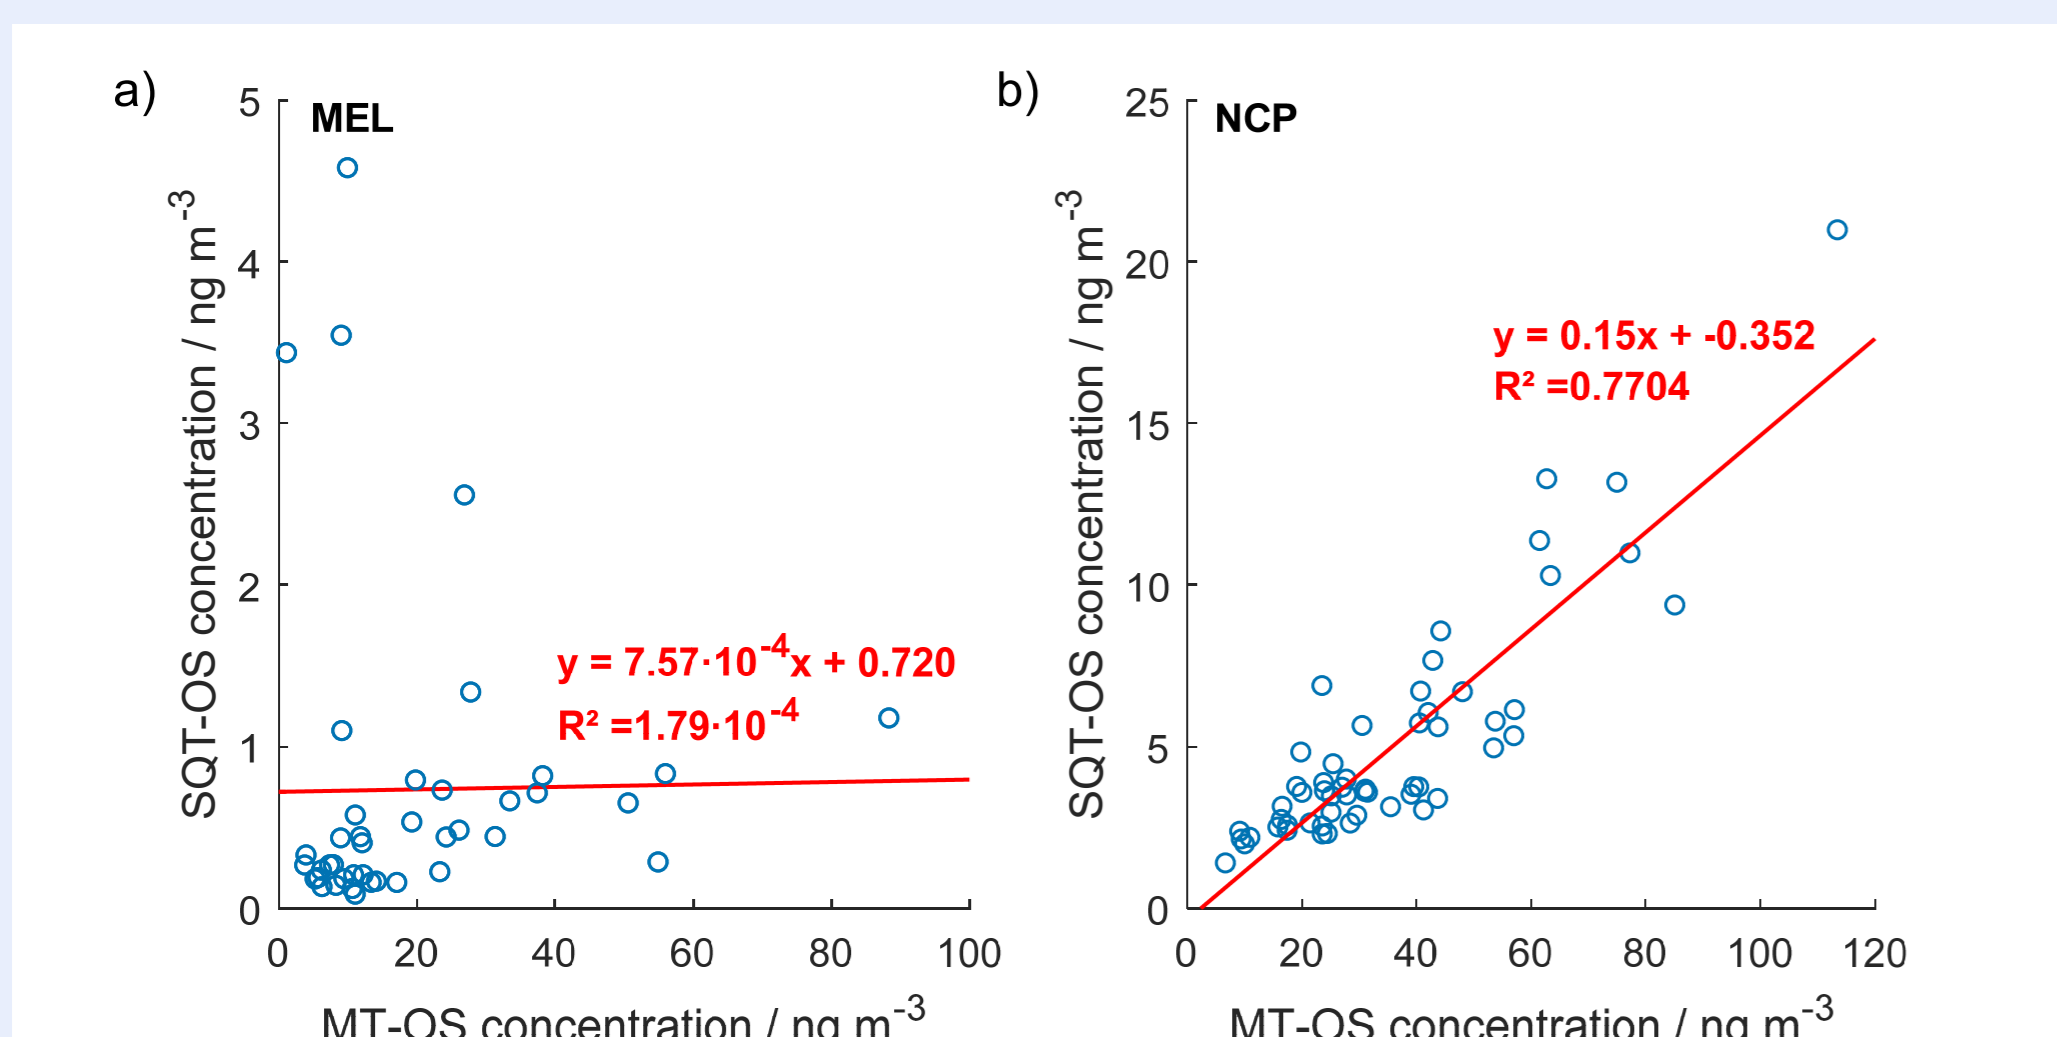 a)
MEL
5
4
3
2
1
0
SQT-OS concentration / ng m⁻³
y = 7.57·10⁻⁴x + 0.720
R² =1.79·10⁻⁴
0 20 40 60 80 100
MT-OS concentration / ng m⁻³
b)
NCP
25
20
15
10
5
0
SQT-OS concentration / ng m⁻³
y = 0.15x + -0.352
R² =0.7704
0 20 40 60 80 100 120
MT-OS concentration / ng m⁻³